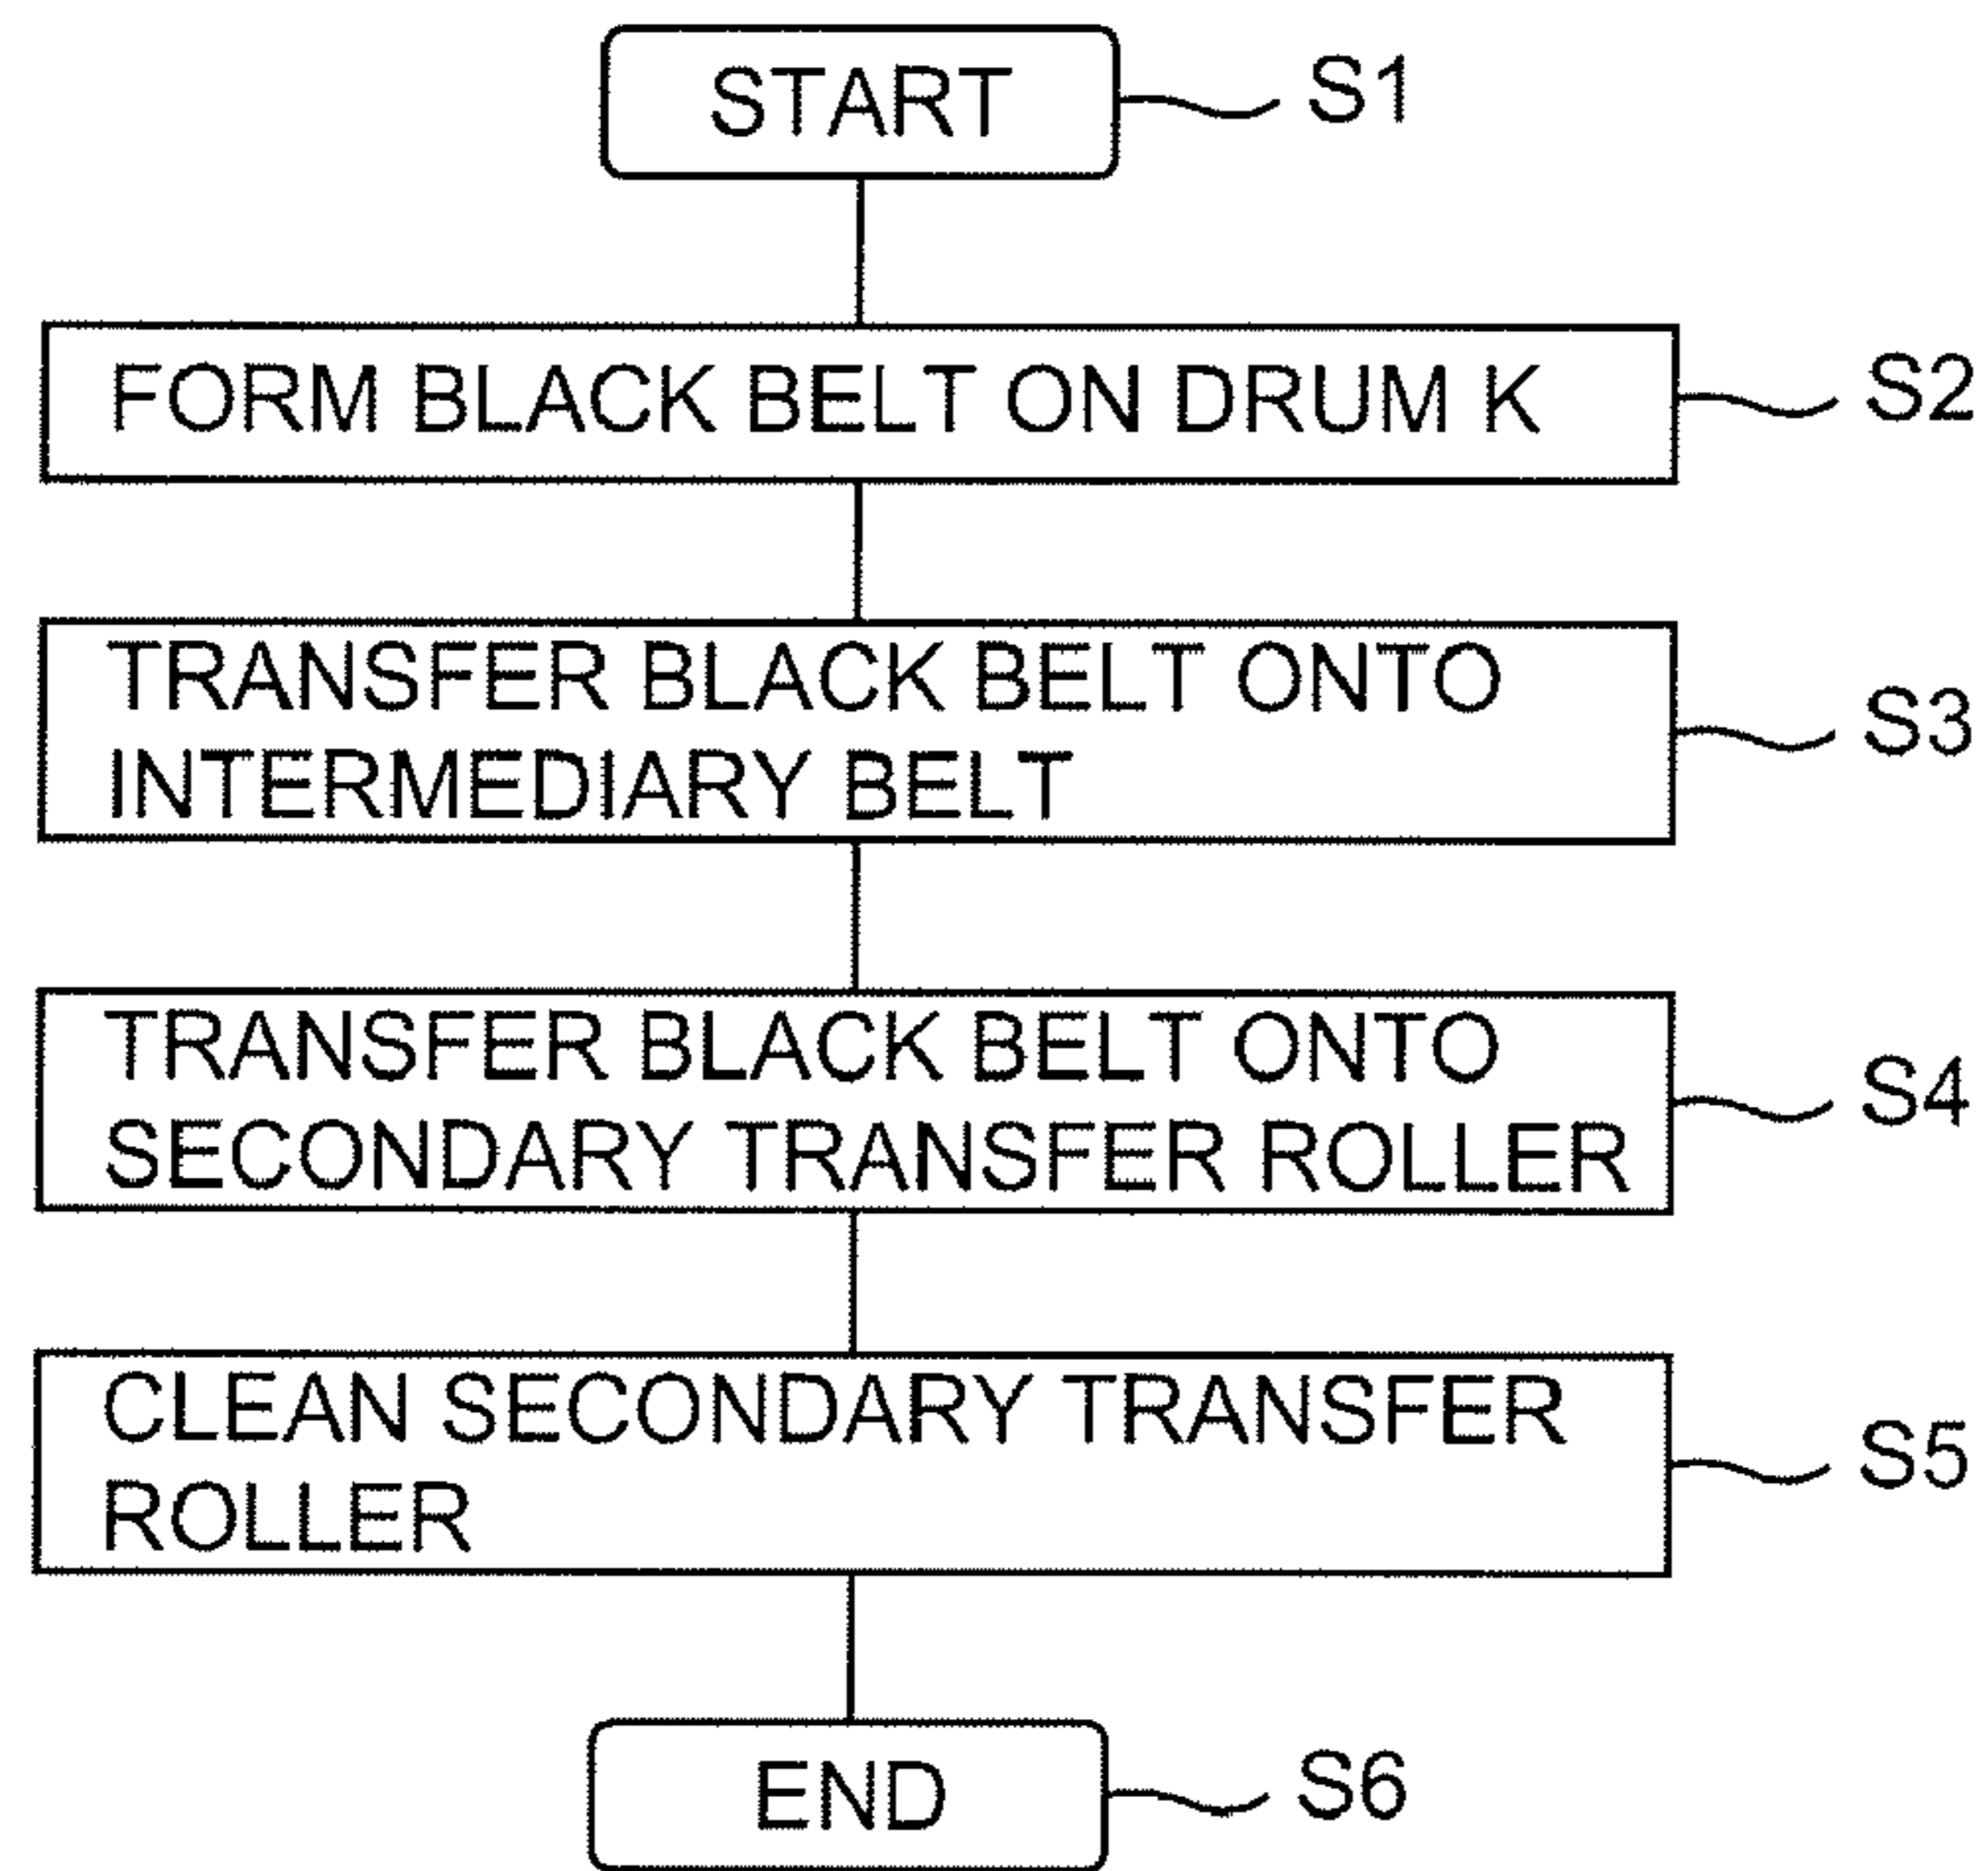 START
S1
FORM BLACK BELT ON DRUM K
S2
TRANSFER BLACK BELT ONTO
INTERMEDIARY BELT
S3
TRANSFER BLACK BELT ONTO
SECONDARY TRANSFER ROLLER
S4
CLEAN SECONDARY TRANSFER
ROLLER
S5
END
S6